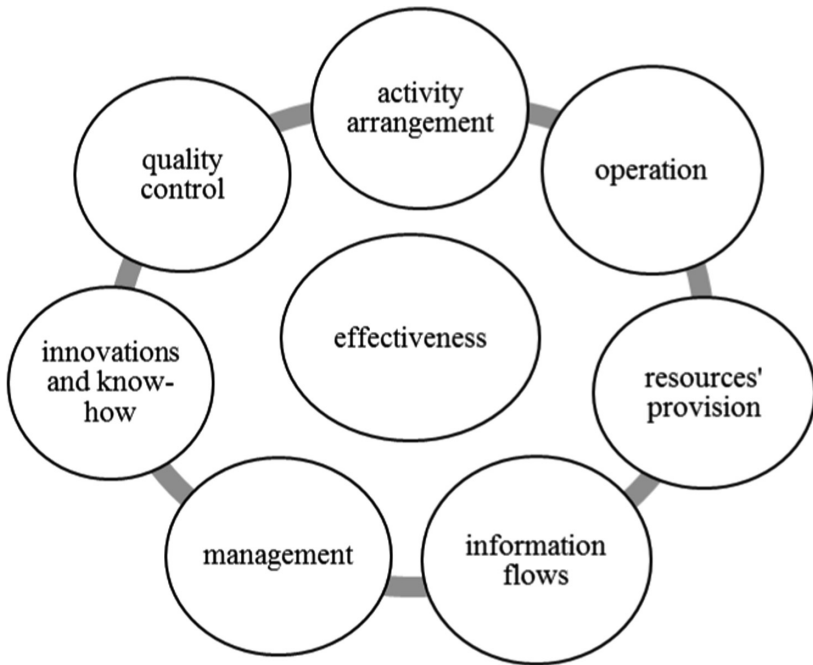 activity
arrangement
operation
resources'
provision
information
flows
management
innovations
and know-
how
quality
control
effectiveness